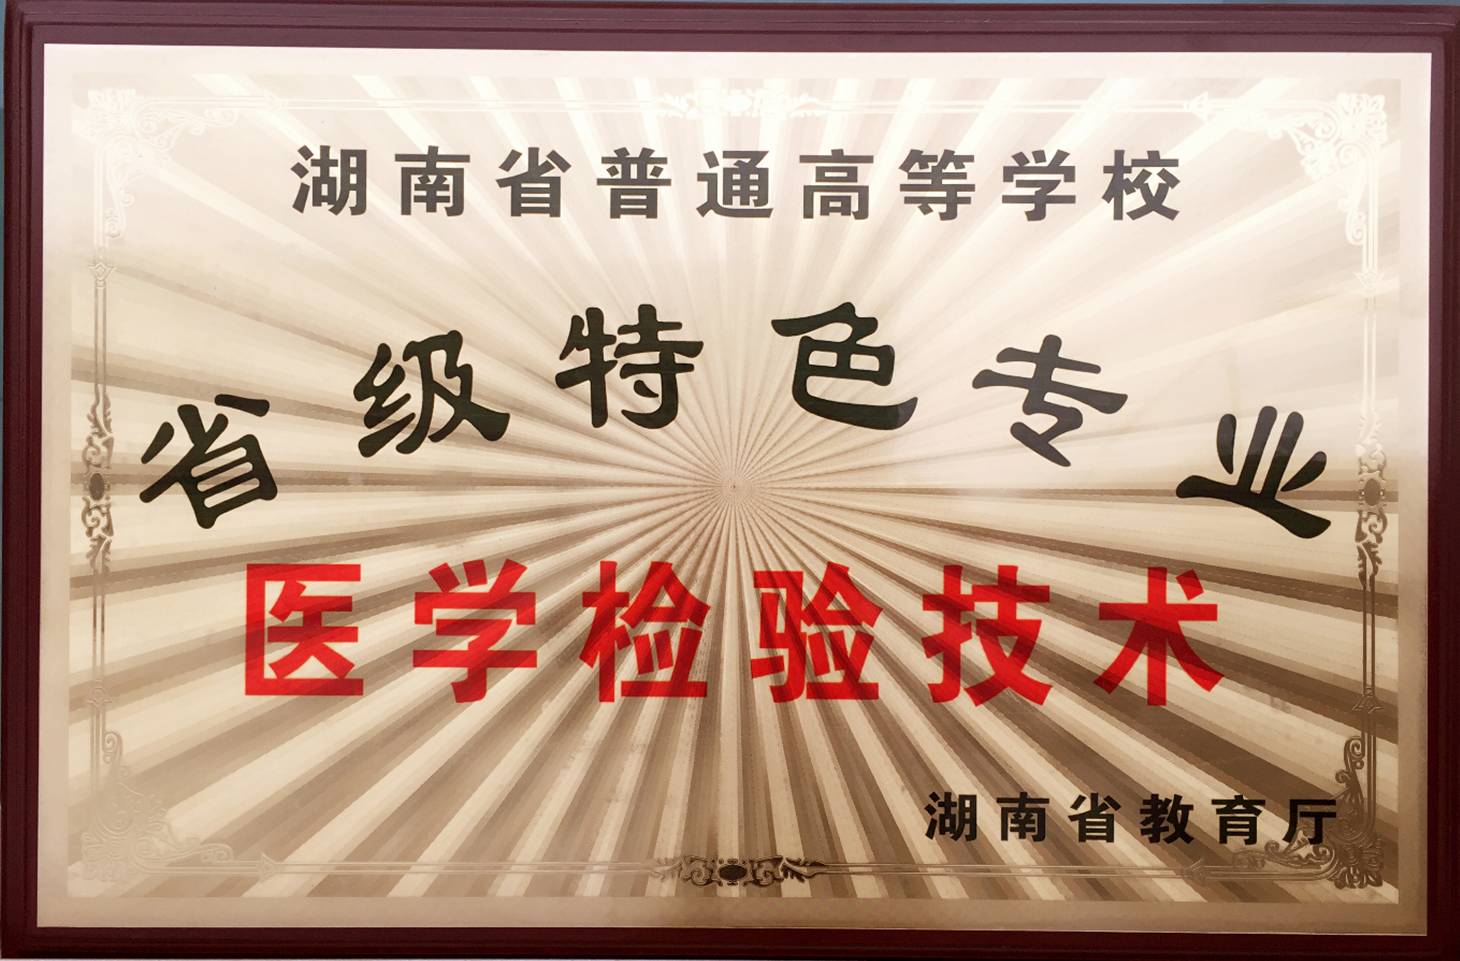 湖南省普通高等学校
省级特色专业
医学检验技术
湖南省教育厅